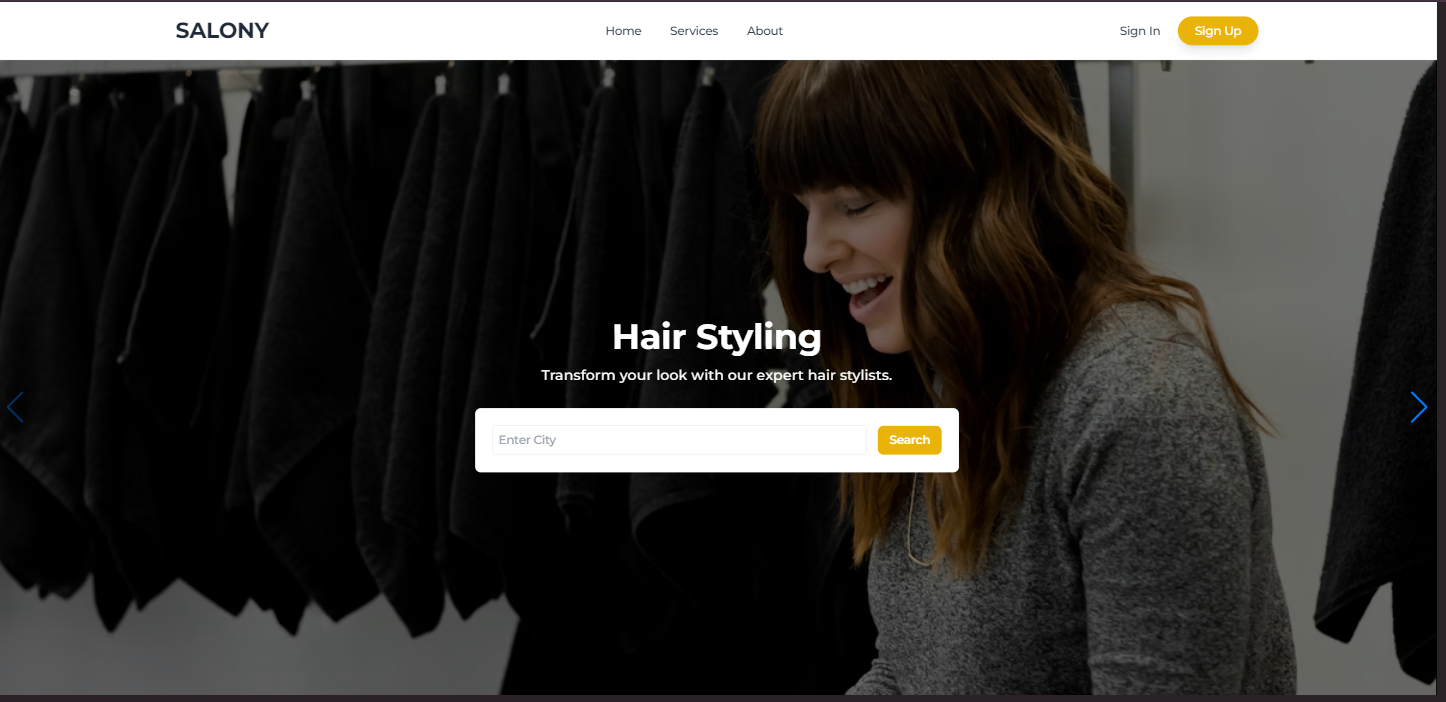 SALONY
Home Services About
Sign In Sign Up
Hair Styling
Transform your look with our expert hair stylists.
Enter City
Search